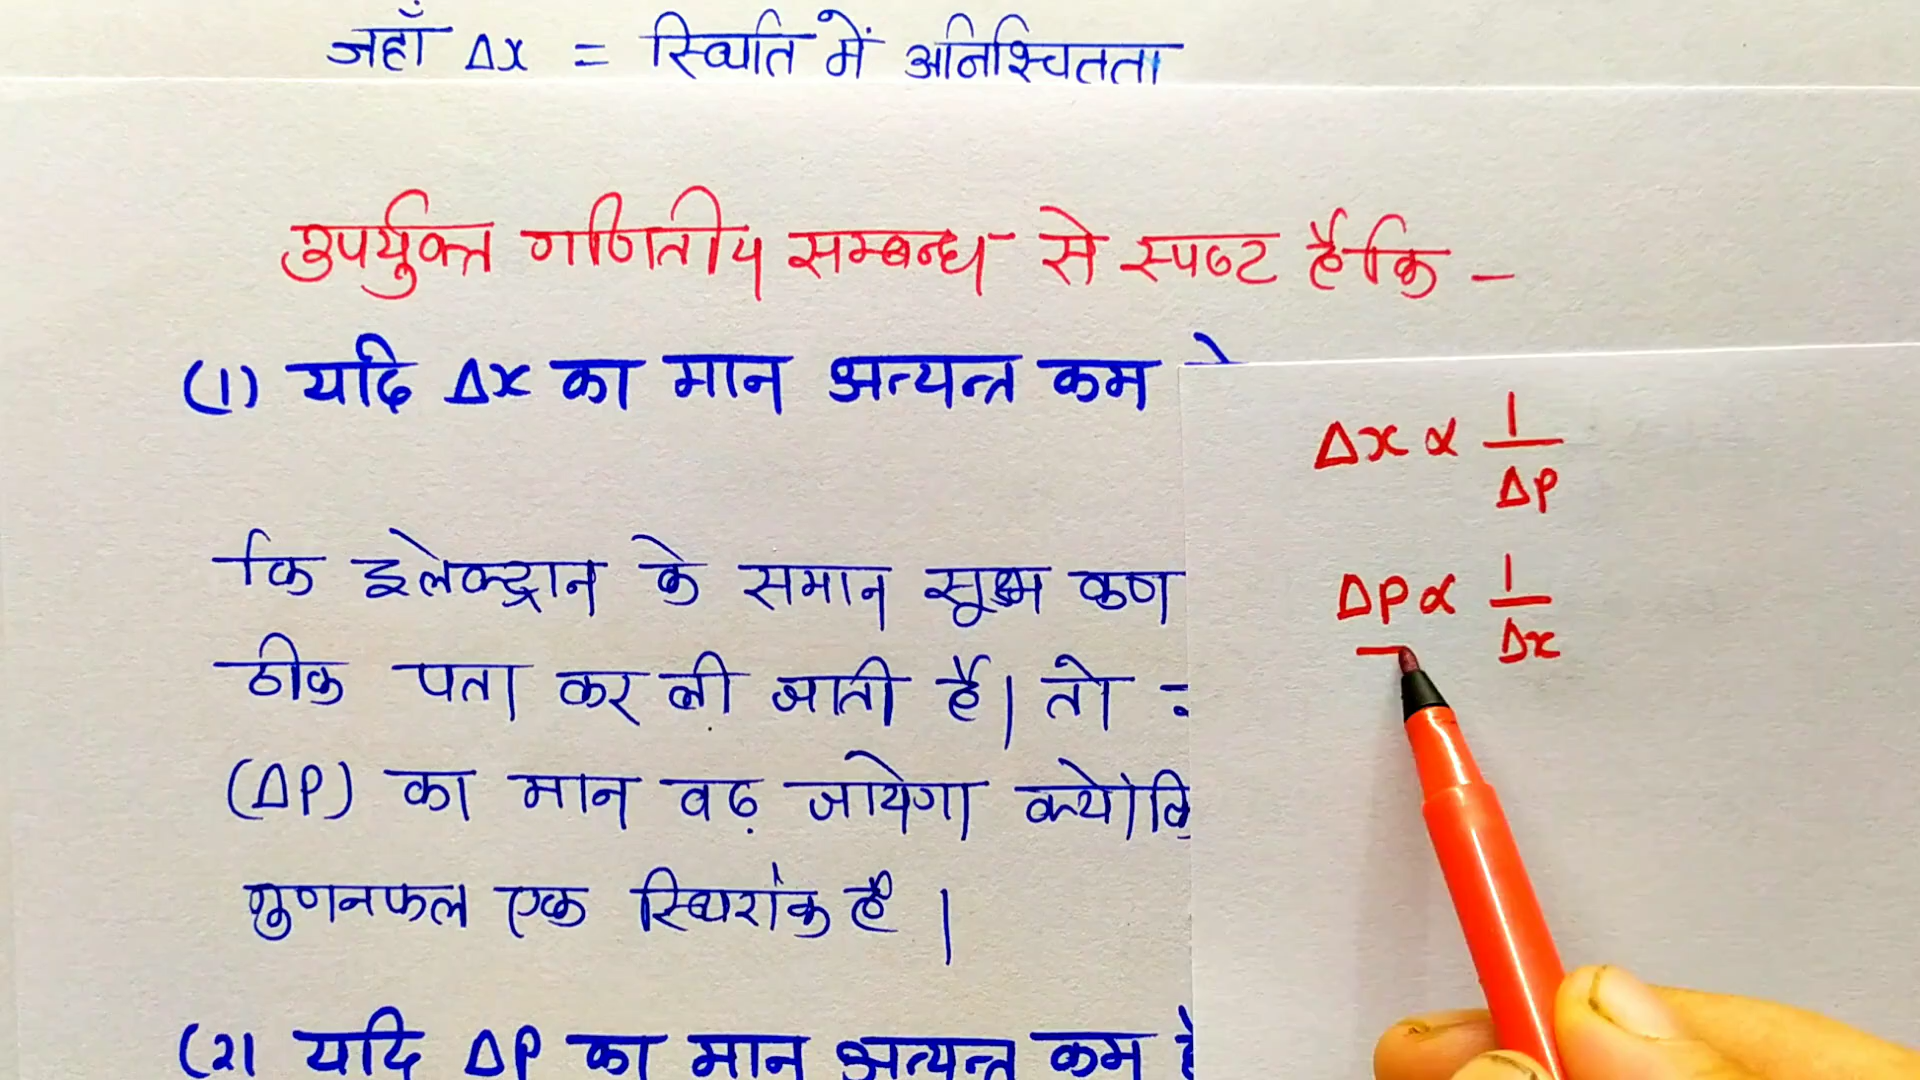 जहाँ Δx = स्थिति में अनिश्चितता
उपर्युक्त गणितीय सम्बन्ध से स्पष्ट है कि -
(1) यदि Δx का मान अत्यन्त कम
कि इलेक्ट्रान के समान सूक्ष्म कण
ठीक पता कर ली जाती है। तो
(ΔP) का मान बढ़ जायेगा
गुणनफल एक स्थिरांक है।
(2) यदि ΔP का मान अत्यन्त कम
Δx ∝ 1/ΔP
ΔP ∝ 1/Δx